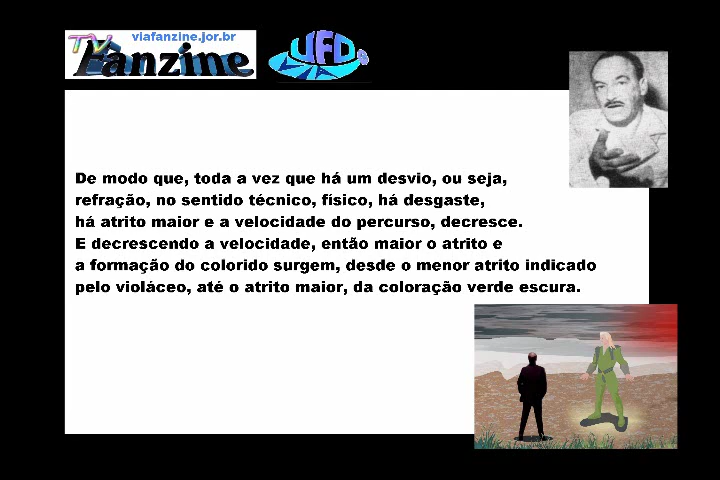 viafanzine.jor.br
TV Fanzine
UFO
VIA
De modo que, toda a vez que há um desvio, ou seja,
refração, no sentido técnico, físico, há desgaste,
há atrito maior e a velocidade do percurso, decresce.
E decrescendo a velocidade, então maior o atrito e
a formação do colorido surgem, desde o menor atrito indicado
pelo violáceo, até o atrito maior, da coloração verde escura.